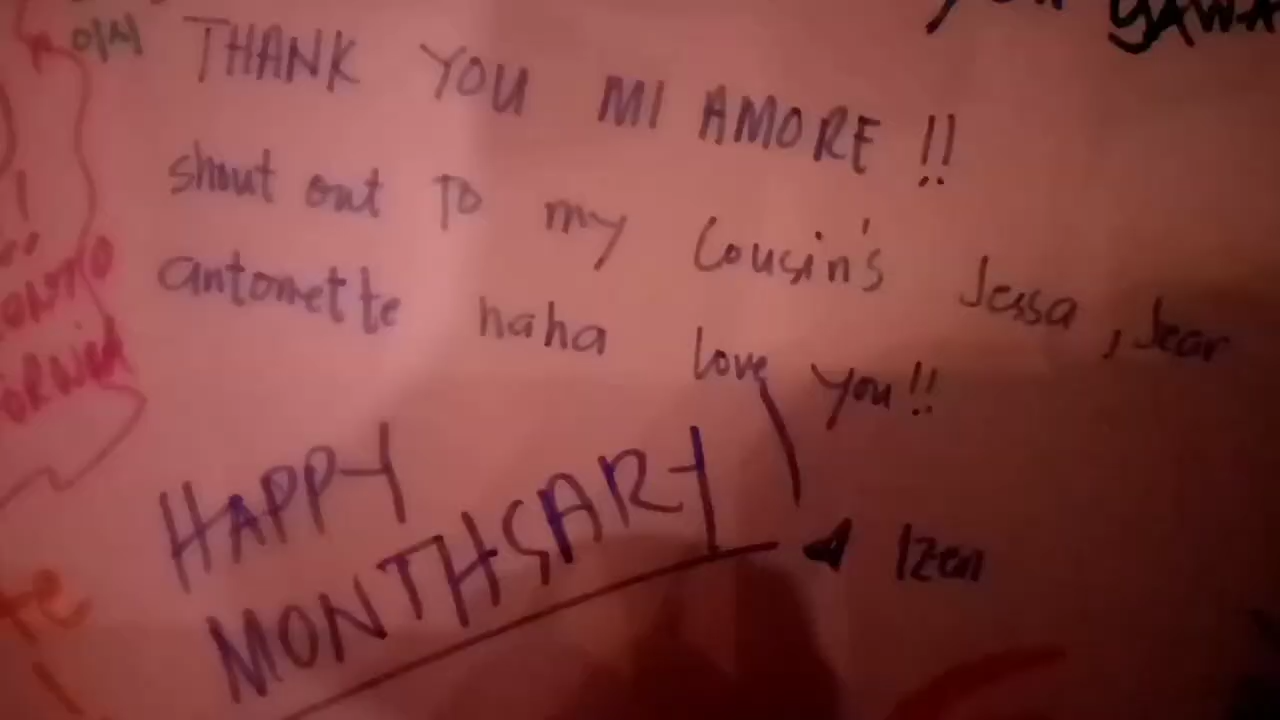 THANK YOU MI AMORE !!
shout out To my Cousin's Jessa , Jear
antonette haha love you!!
HAPPY
MONTHSARY
Izen